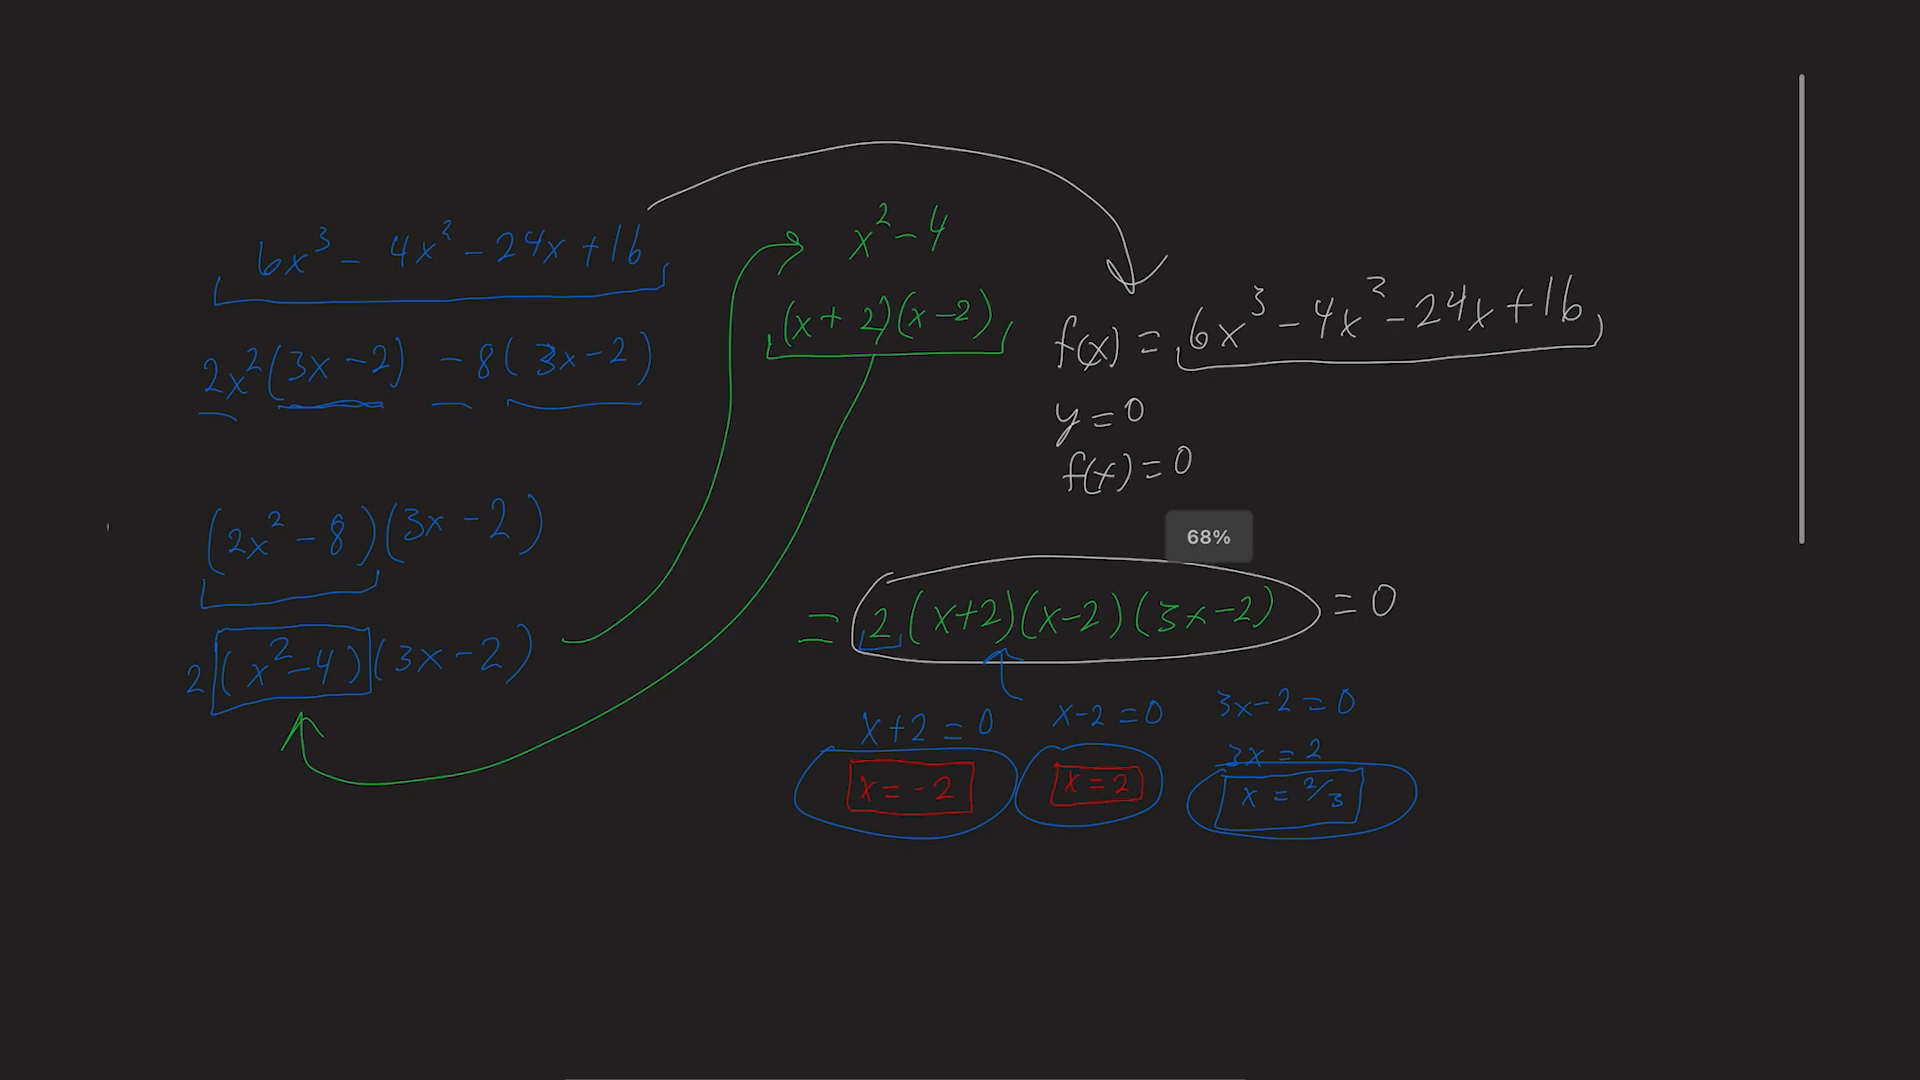 6x³ - 4x² - 24x + 16
2x²(3x - 2) - 8(3x - 2)
(2x² - 8)(3x - 2)
2(x² - 4)(3x - 2)
x² - 4
(x + 2)(x - 2)
f(x) = 6x³ - 4x² - 24x + 16
y = 0
f(x) = 0
68%
= 2(x+2)(x-2)(3x-2) = 0
x+2 = 0
x = -2
x-2 = 0
x = 2
3x-2 = 0
3x = 2
x = 2/3